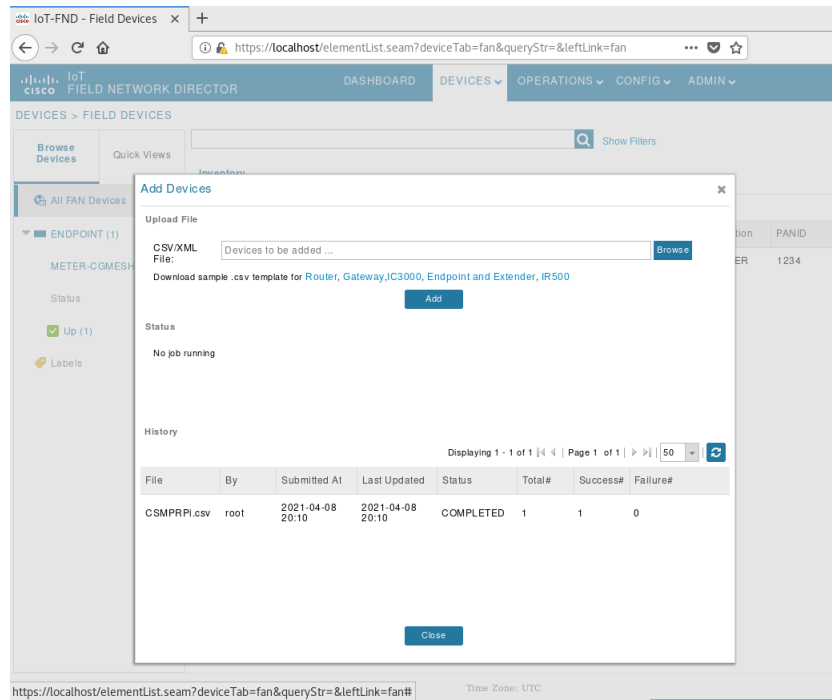 IoT-FND - Field Devices
https://localhost/elementList.seam?deviceTab=fan&queryStr=&leftLink=fan
cisco IoT
FIELD NETWORK DIRECTOR
DASHBOARD DEVICES OPERATIONS CONFIG ADMIN
DEVICES > FIELD DEVICES
Browse Devices
Quick Views
Show Filters
Inventory
All FAN Devices
ENDPOINT (1)
METER-CGMESH
Status
Up (1)
Labels
tion PANID
ER 1234
Add Devices
Upload File
CSV/XML File:
Devices to be added ...
Browse
Download sample .csv template for Router, Gateway,IC3000, Endpoint and Extender, IR500
Add
Status
No job running
History
Displaying 1 - 1 of 1 | Page 1 of 1 | 50
File By Submitted At Last Updated Status Total# Success# Failure#
CSMPRPi.csv root 2021-04-08 20:10 2021-04-08 20:10 COMPLETED 1 1 0
Close
https://localhost/elementList.seam?deviceTab=fan&queryStr=&leftLink=fan#
Time Zone: UTC